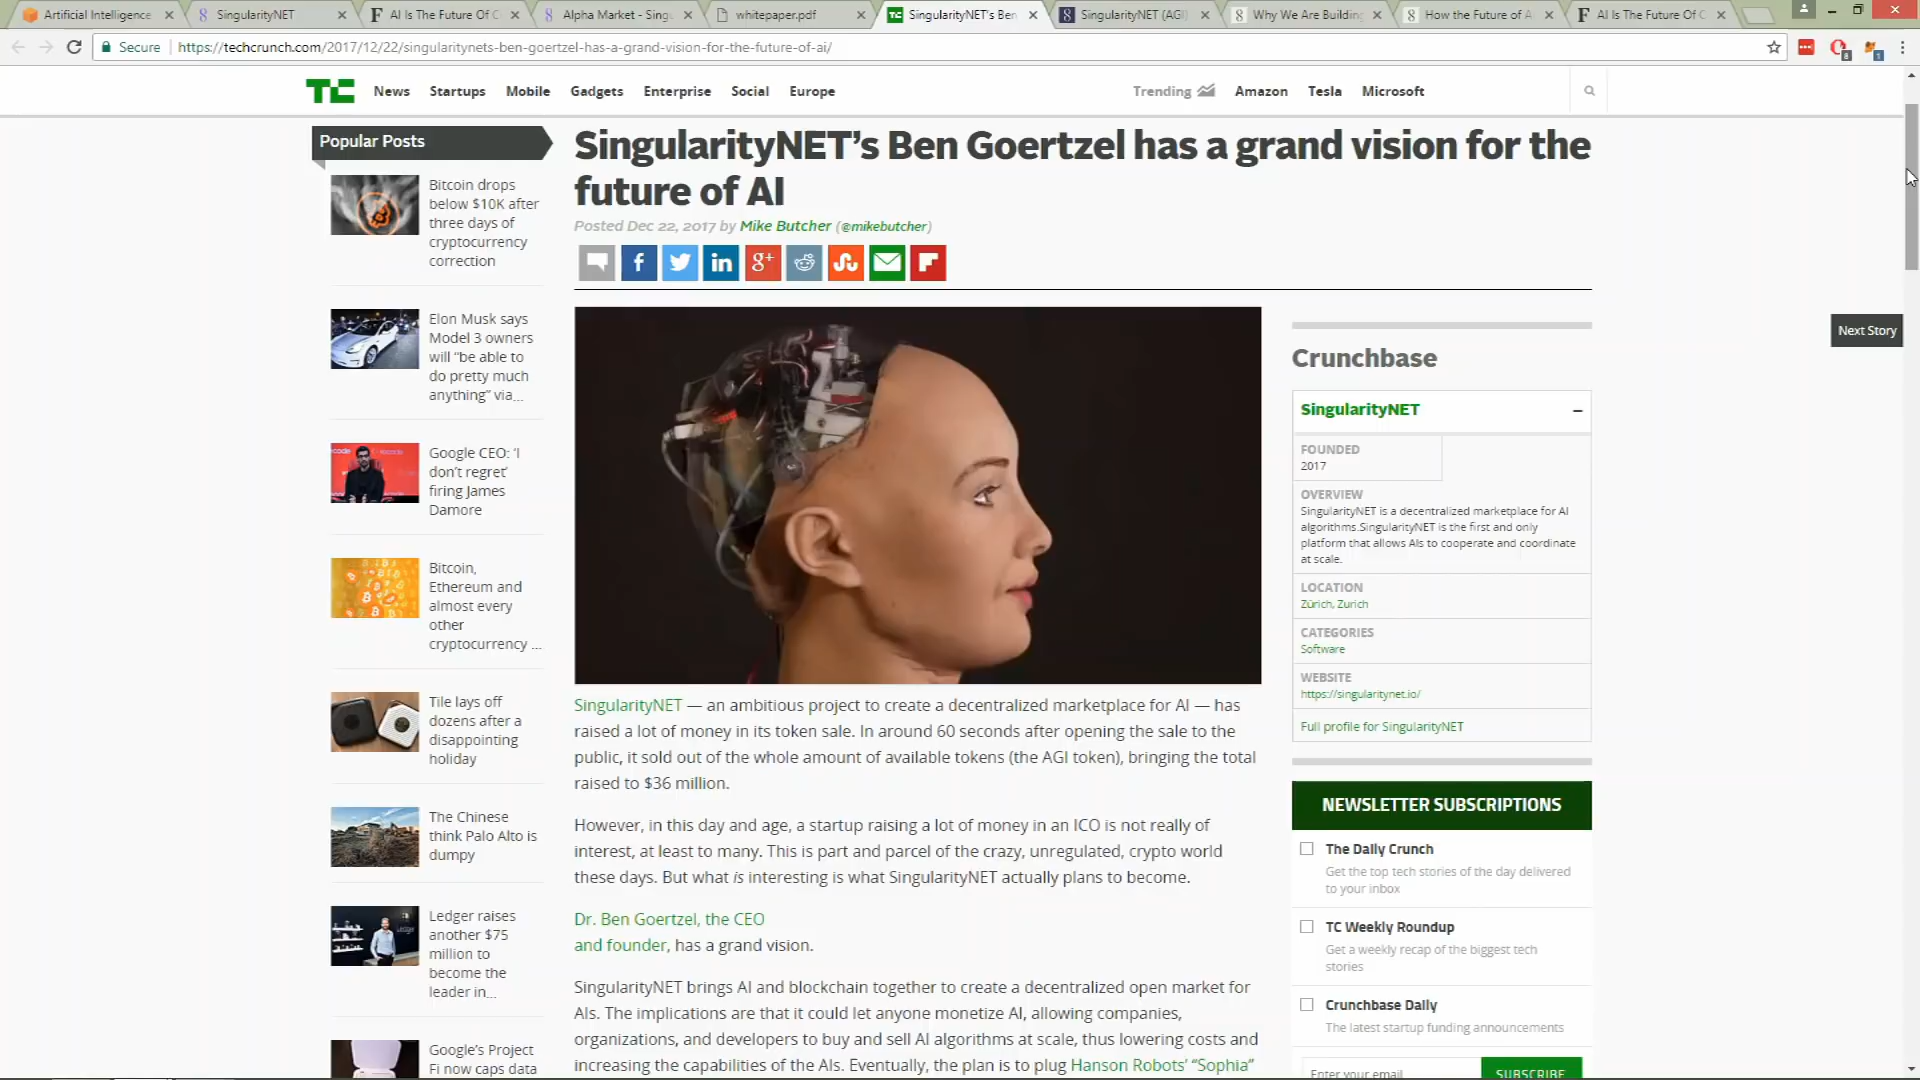 Artificial Intelligence
SingularityNET
AI Is The Future Of C
Alpha Market - Sing
whitepaper.pdf
SingularityNET's Ben
SingularityNET (AGI)
Why We Are Building
How the Future of A
AI Is The Future Of C
Secure
https://techcrunch.com/2017/12/22/singularitynets-ben-goertzel-has-a-grand-vision-for-the-future-of-ai/
TC
News
Startups
Mobile
Gadgets
Enterprise
Social
Europe
Trending
Amazon
Tesla
Microsoft
Popular Posts
Bitcoin drops
below $10K after
three days of
cryptocurrency
correction
Elon Musk says
Model 3 owners
will “be able to
do pretty much
anything” via...
Google CEO: ‘I
don’t regret’
firing James
Damore
Bitcoin,
Ethereum and
almost every
other
cryptocurrency ...
Tile lays off
dozens after a
disappointing
holiday
The Chinese
think Palo Alto is
dumpy
Ledger raises
another $75
million to
become the
leader in...
Google’s Project
Fi now caps data
SingularityNET’s Ben Goertzel has a grand vision for the
future of AI
Posted Dec 22, 2017 by Mike Butcher (@mikebutcher)
SingularityNET — an ambitious project to create a decentralized marketplace for AI — has
raised a lot of money in its token sale. In around 60 seconds after opening the sale to the
public, it sold out of the whole amount of available tokens (the AGI token), bringing the total
raised to $36 million.
However, in this day and age, a startup raising a lot of money in an ICO is not really of
interest, at least to many. This is part and parcel of the crazy, unregulated, crypto world
these days. But what is interesting is what SingularityNET actually plans to become.
Dr. Ben Goertzel, the CEO
and founder, has a grand vision.
SingularityNET brings AI and blockchain together to create a decentralized open market for
AIs. The implications are that it could let anyone monetize AI, allowing companies,
organizations, and developers to buy and sell AI algorithms at scale, thus lowering costs and
increasing the capabilities of the AIs. Eventually, the plan is to plug Hanson Robots’ “Sophia”
Next Story
Crunchbase
SingularityNET
–
FOUNDED
2017
OVERVIEW
SingularityNET is a decentralized marketplace for AI
algorithms.SingularityNET is the first and only
platform that allows AIs to cooperate and coordinate
at scale.
LOCATION
Zürich, Zurich
CATEGORIES
Software
WEBSITE
https://singularitynet.io/
Full profile for SingularityNET
NEWSLETTER SUBSCRIPTIONS
The Daily Crunch
Get the top tech stories of the day delivered
to your inbox
TC Weekly Roundup
Get a weekly recap of the biggest tech
stories
Crunchbase Daily
The latest startup funding announcements
Enter your email
SUBSCRIBE